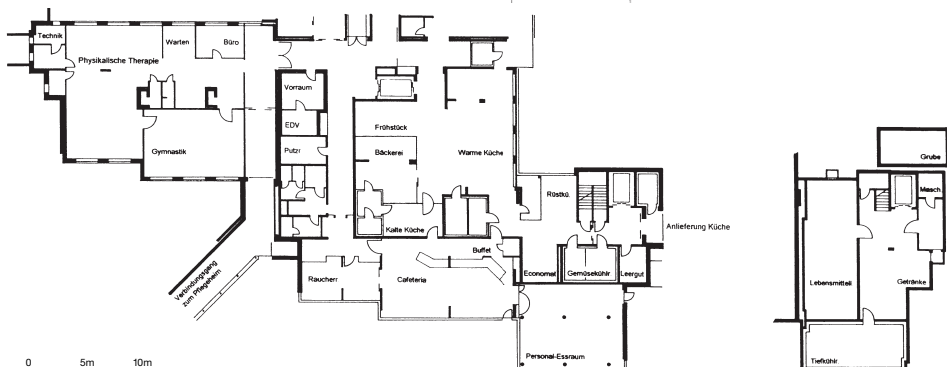 Technik
Warten
Büro
Physikalische Therapie
Vorraum
EDV
Frühstück
Putzr
Bäckerei
Warme Küche
Gymnastik
Rüstkü.
Kalte Küche
Anlieferung Küche
Buffet
Verbindungsgang
zum Pflegeheim
Raucherr
Cafeteria
Economat
Gemüsekühlr.
Leergut
Personal-Essraum
Grube
Masch.
Lebensmittell
Getränke
Tiefkühlr.
0 5m 10m